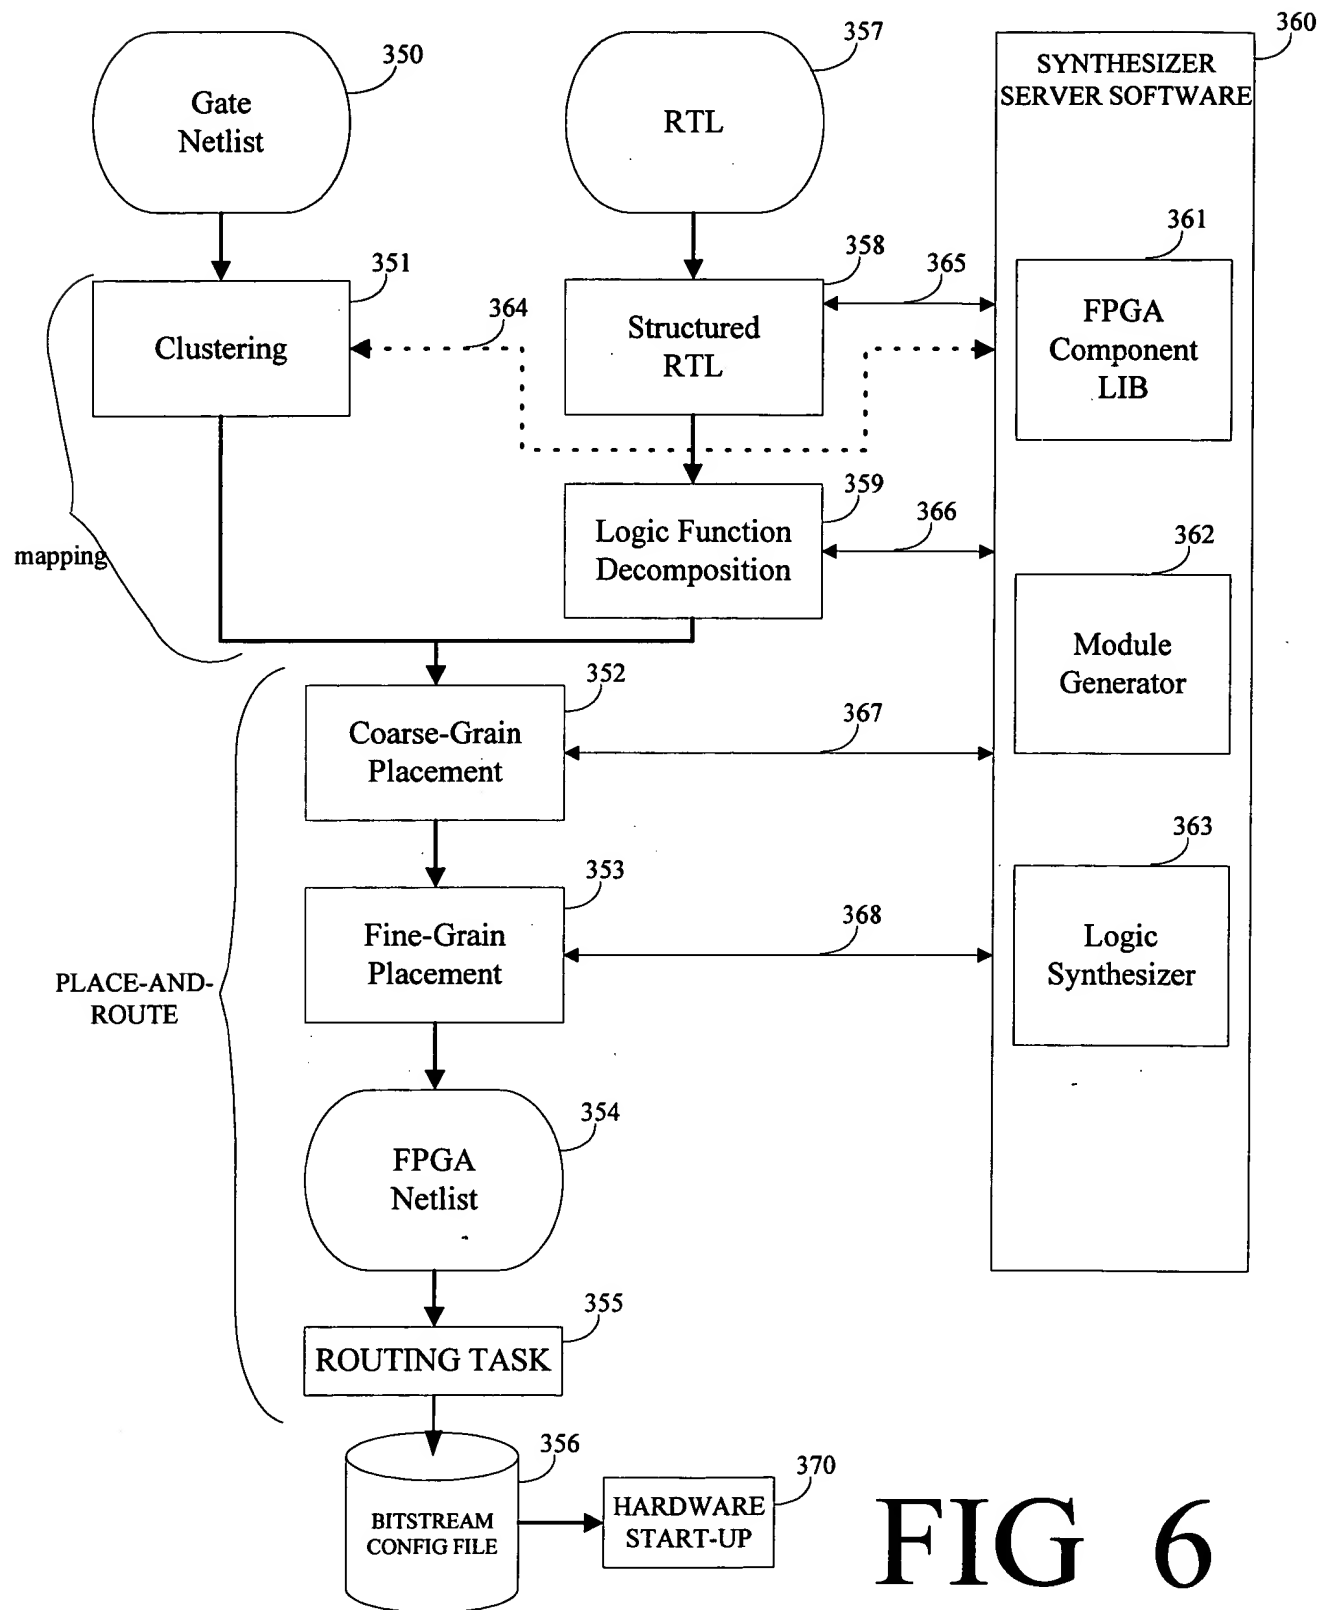 350
Gate
Netlist
357
RTL
360
SYNTHESIZER
SERVER SOFTWARE
351
Clustering
364
358
Structured
RTL
365
361
FPGA
Component
LIB
mapping
359
Logic Function
Decomposition
366
362
Module
Generator
352
Coarse-Grain
Placement
367
353
Fine-Grain
Placement
368
363
Logic
Synthesizer
PLACE-AND-
ROUTE
354
FPGA
Netlist
355
ROUTING TASK
356
BITSTREAM
CONFIG FILE
370
HARDWARE
START-UP
FIG 6